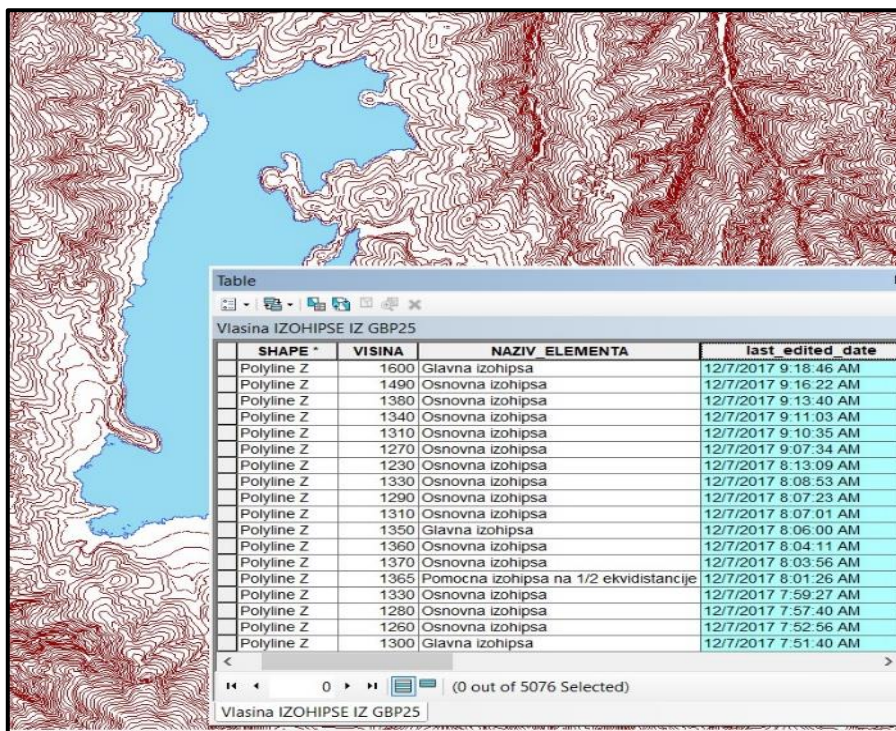 Table
Vlasina IZOHIPSE IZ GBP25
SHAPE * VISINA NAZIV_ELEMENTA last_edited_date
Polyline Z 1600 Glavna izohipsa 12/7/2017 9:18:46 AM
Polyline Z 1490 Osnovna izohipsa 12/7/2017 9:16:22 AM
Polyline Z 1380 Osnovna izohipsa 12/7/2017 9:13:40 AM
Polyline Z 1340 Osnovna izohipsa 12/7/2017 9:11:03 AM
Polyline Z 1310 Osnovna izohipsa 12/7/2017 9:10:35 AM
Polyline Z 1270 Osnovna izohipsa 12/7/2017 9:07:34 AM
Polyline Z 1230 Osnovna izohipsa 12/7/2017 8:13:09 AM
Polyline Z 1330 Osnovna izohipsa 12/7/2017 8:08:53 AM
Polyline Z 1290 Osnovna izohipsa 12/7/2017 8:07:23 AM
Polyline Z 1310 Osnovna izohipsa 12/7/2017 8:07:01 AM
Polyline Z 1350 Glavna izohipsa 12/7/2017 8:06:00 AM
Polyline Z 1360 Osnovna izohipsa 12/7/2017 8:04:11 AM
Polyline Z 1370 Osnovna izohipsa 12/7/2017 8:03:56 AM
Polyline Z 1365 Pomocna izohipsa na 1/2 ekvidistancije 12/7/2017 8:01:26 AM
Polyline Z 1330 Osnovna izohipsa 12/7/2017 7:59:27 AM
Polyline Z 1280 Osnovna izohipsa 12/7/2017 7:57:40 AM
Polyline Z 1260 Osnovna izohipsa 12/7/2017 7:52:56 AM
Polyline Z 1300 Glavna izohipsa 12/7/2017 7:51:40 AM
0 (0 out of 5076 Selected)
Vlasina IZOHIPSE IZ GBP25